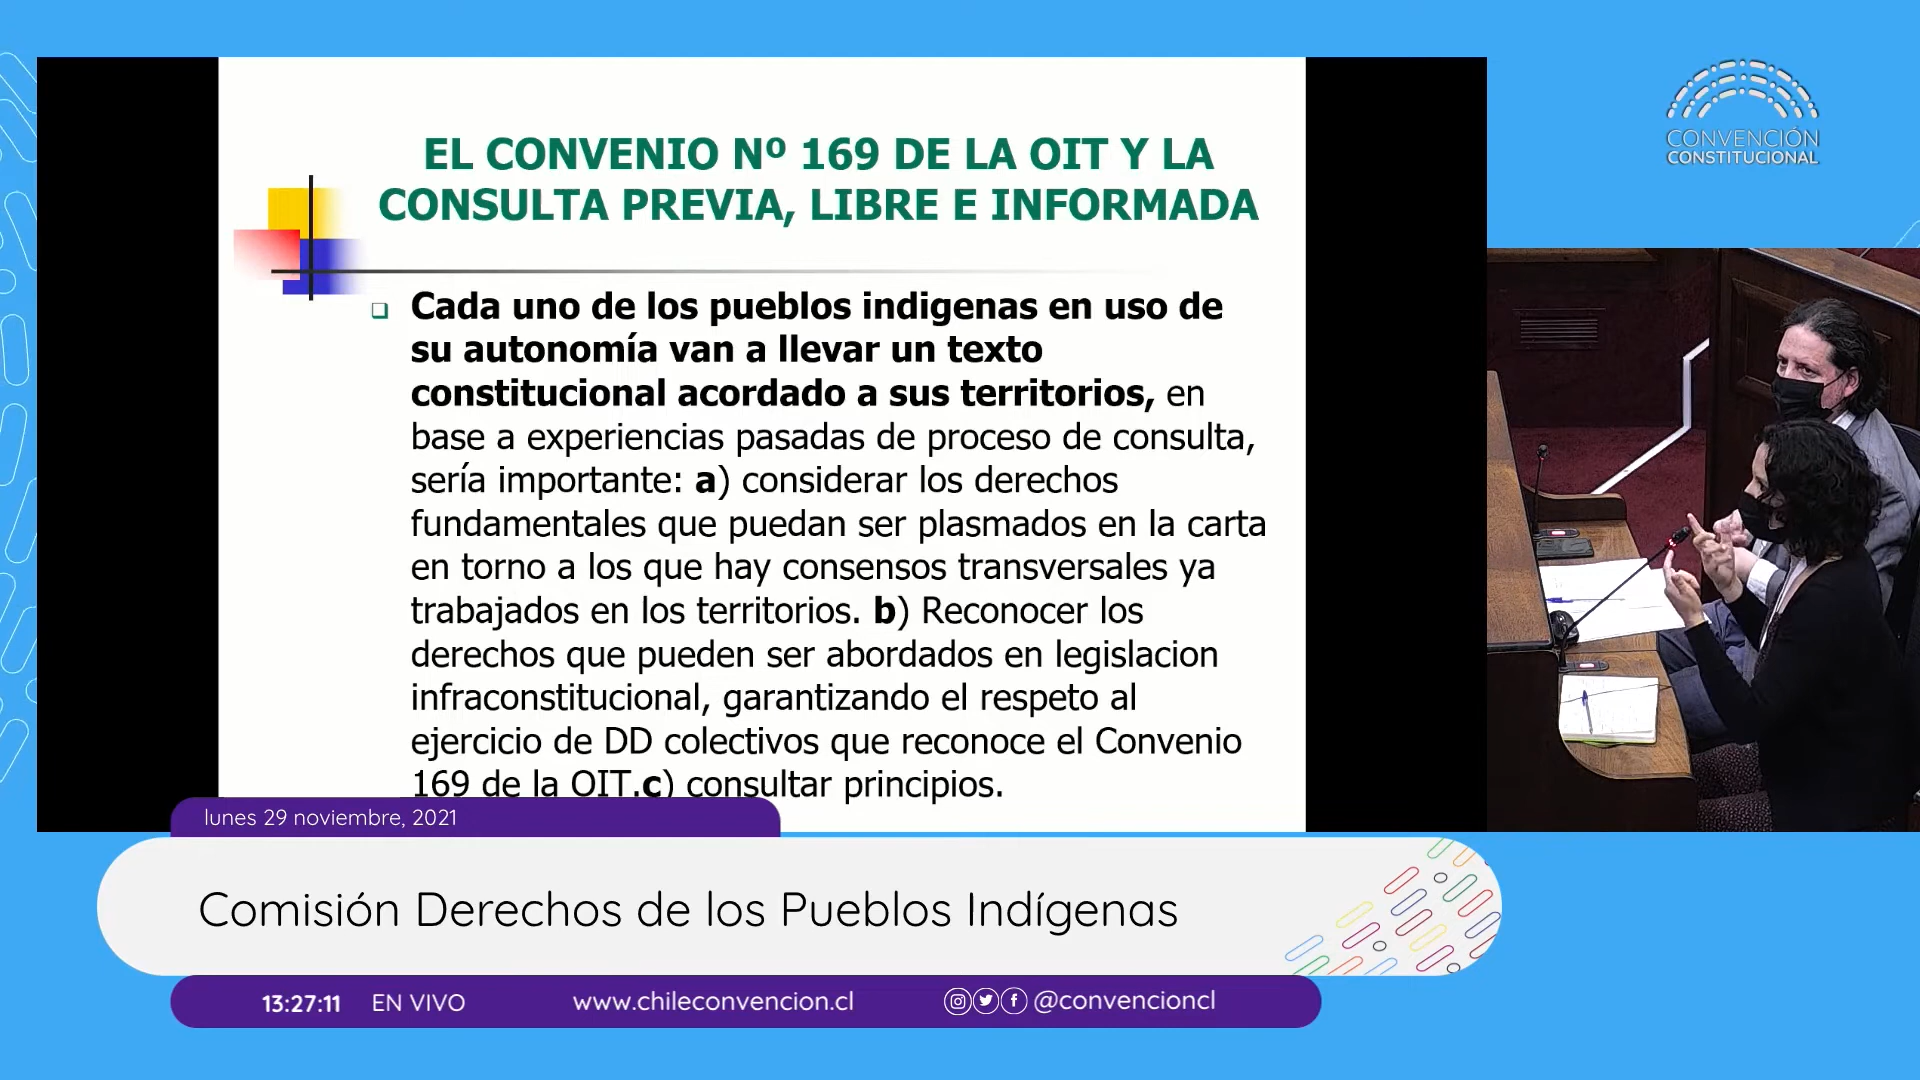 CONVENCIÓN
CONSTITUCIONAL
EL CONVENIO Nº 169 DE LA OIT Y LA
CONSULTA PREVIA, LIBRE E INFORMADA
Cada uno de los pueblos indigenas en uso de
su autonomía van a llevar un texto
constitucional acordado a sus territorios, en
base a experiencias pasadas de proceso de consulta,
sería importante: a) considerar los derechos
fundamentales que puedan ser plasmados en la carta
en torno a los que hay consensos transversales ya
trabajados en los territorios. b) Reconocer los
derechos que pueden ser abordados en legislacion
infraconstitucional, garantizando el respeto al
ejercicio de DD colectivos que reconoce el Convenio
169 de la OIT.c) consultar principios.
lunes 29 noviembre, 2021
Comisión Derechos de los Pueblos Indígenas
13:27:11 EN VIVO www.chileconvencion.cl @convencioncl